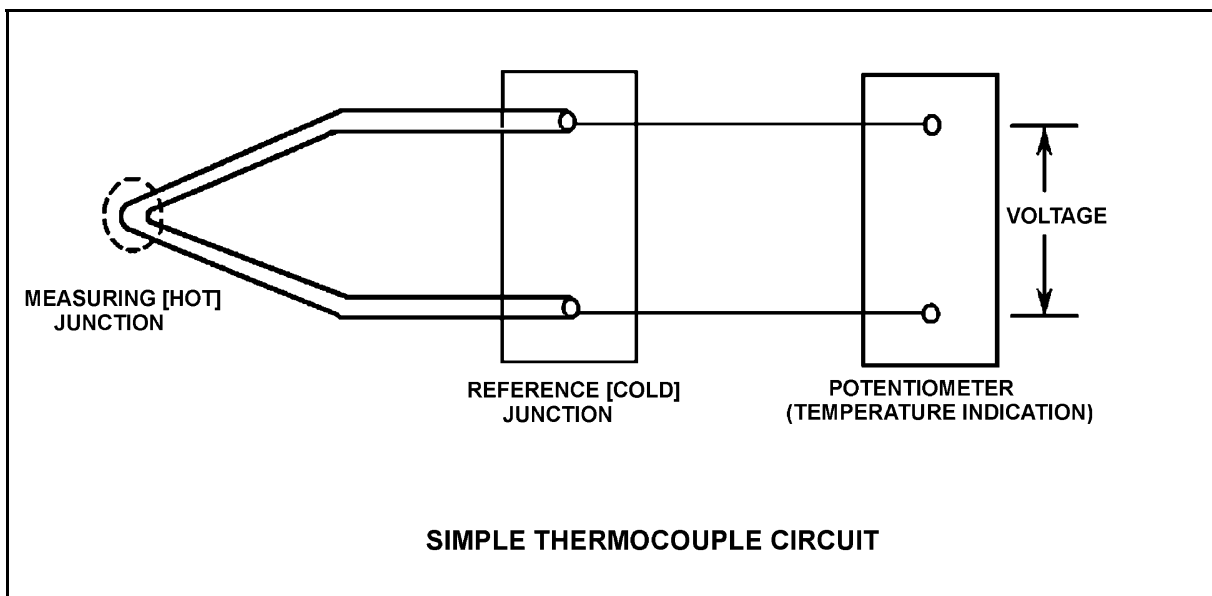 VOLTAGE
MEASURING [HOT]
JUNCTION
REFERENCE [COLD]
JUNCTION
POTENTIOMETER
(TEMPERATURE INDICATION)
SIMPLE THERMOCOUPLE CIRCUIT